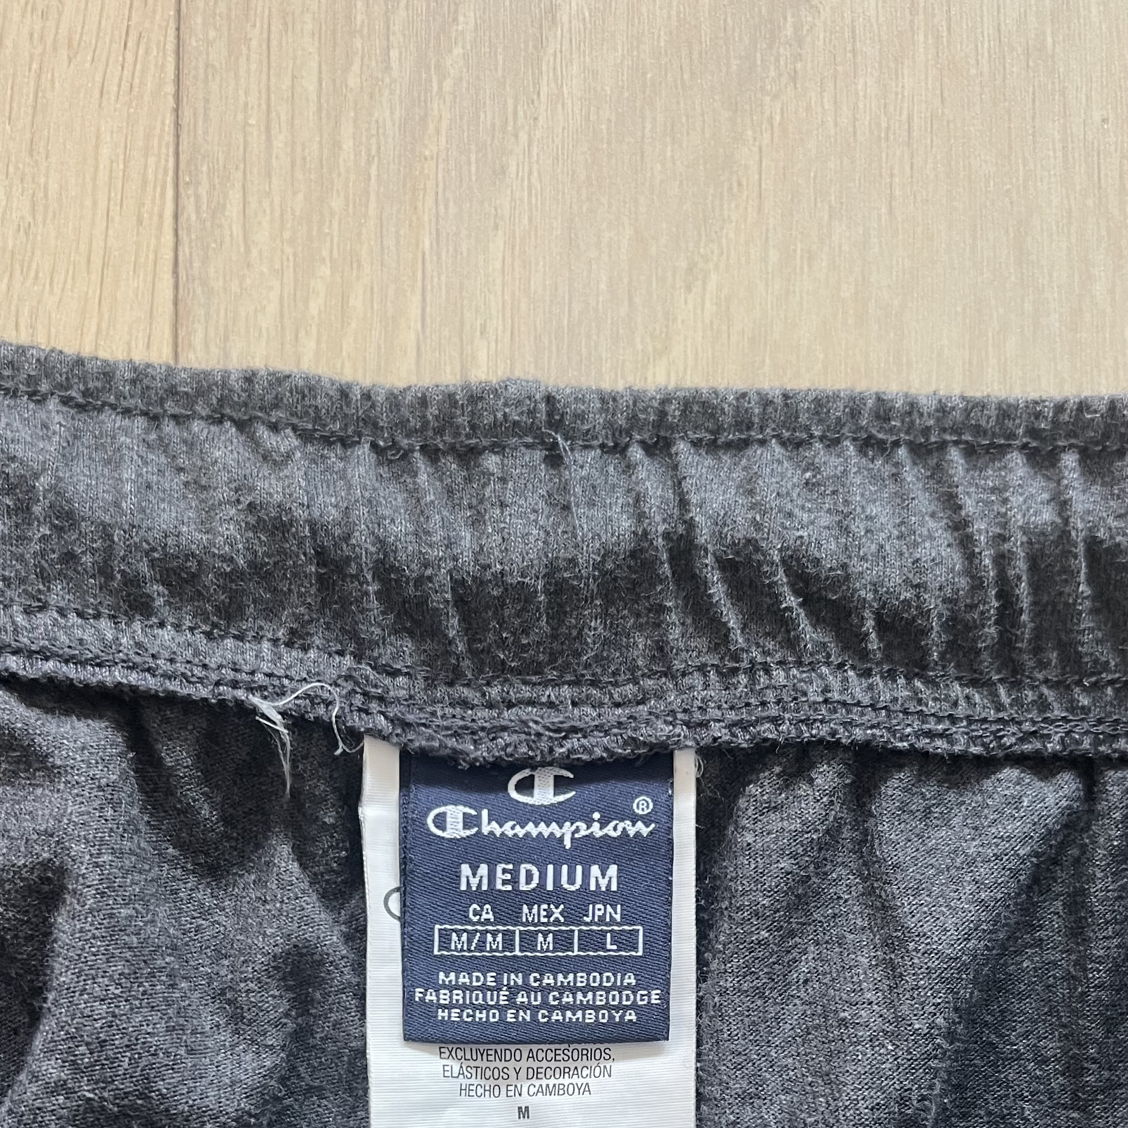 Champion®
MEDIUM
CA MEX JPN
M/M M L
MADE IN CAMBODIA
FABRIQUÉ AU CAMBODGE
HECHO EN CAMBOYA
EXCLUYENDO ACCESORIOS,
ELÁSTICOS Y DECORACIÓN
HECHO EN CAMBOYA
M